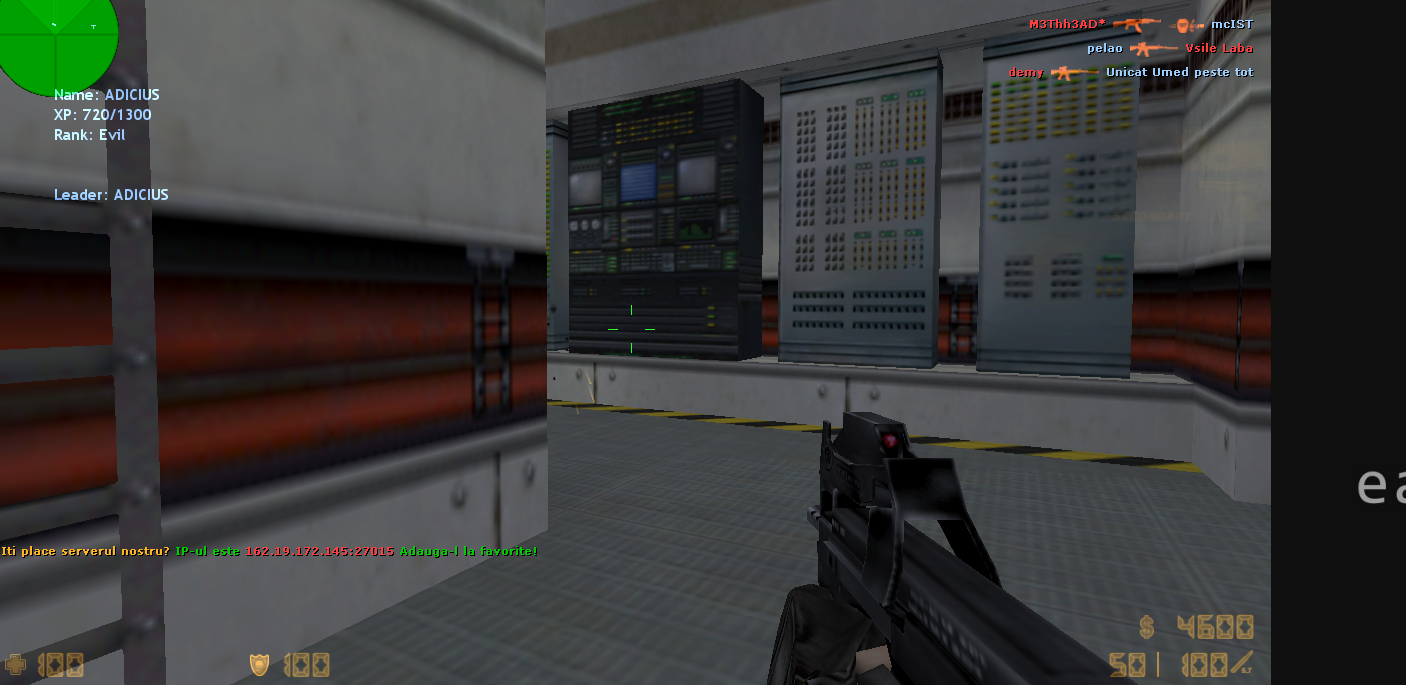 M3Thh3AD* mcIST
pelao Vsile Laba
demy Unicat Umed peste tot
Name: ADICIUS
XP: 720/1300
Rank: Evil
Leader: ADICIUS
ea
Iti place serverul nostru? IP-ul este 162.19.172.145:27015 Adauga-l la favorite!
$ 4600
100 100 50 | 100
5.7